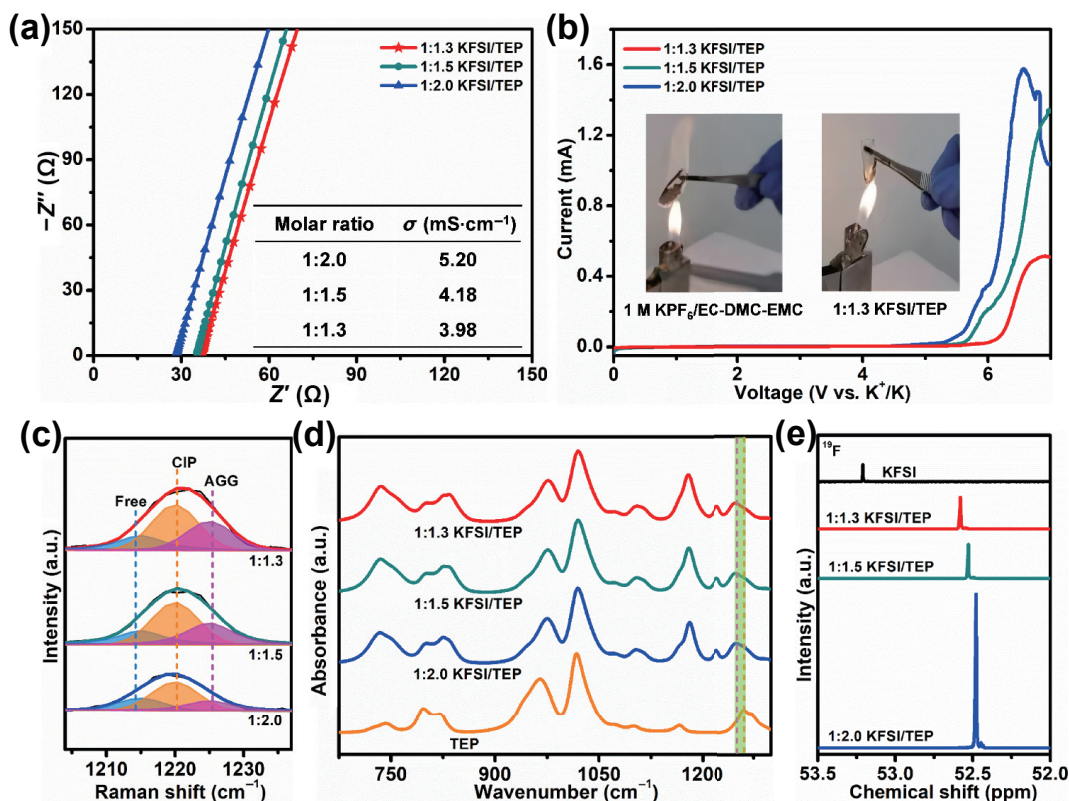 (a)
150
120
90
60
30
0
−Z″ (Ω)
0 30 60 90 120 150
Z′ (Ω)
1:1.3 KFSI/TEP
1:1.5 KFSI/TEP
1:2.0 KFSI/TEP
Molar ratio σ (mS·cm⁻¹)
1:2.0 5.20
1:1.5 4.18
1:1.3 3.98
(b)
1.6
1.2
0.8
0.4
0.0
Current (mA)
0 2 4 6
Voltage (V vs. K⁺/K)
1:1.3 KFSI/TEP
1:1.5 KFSI/TEP
1:2.0 KFSI/TEP
1 M KPF₆/EC-DMC-EMC
1:1.3 KFSI/TEP
(c)
CIP
Free
AGG
1:1.3
1:1.5
1:2.0
Intensity (a.u.)
1210 1220 1230
Raman shift (cm⁻¹)
(d)
1:1.3 KFSI/TEP
1:1.5 KFSI/TEP
1:2.0 KFSI/TEP
TEP
Absorbance (a.u.)
750 900 1050 1200
Wavenumber (cm⁻¹)
(e)
¹⁹F
KFSI
1:1.3 KFSI/TEP
1:1.5 KFSI/TEP
1:2.0 KFSI/TEP
Intensity (a.u.)
53.5 53.0 52.5 52.0
Chemical shift (ppm)